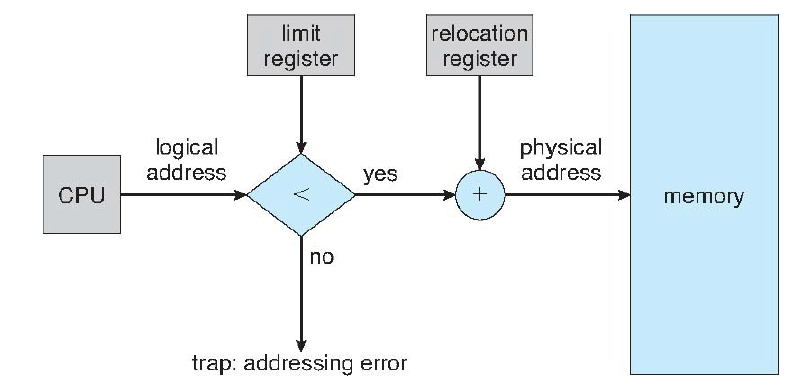 limit
register
relocation
register
logical
address
physical
address
CPU
<
yes
+
memory
no
trap: addressing error